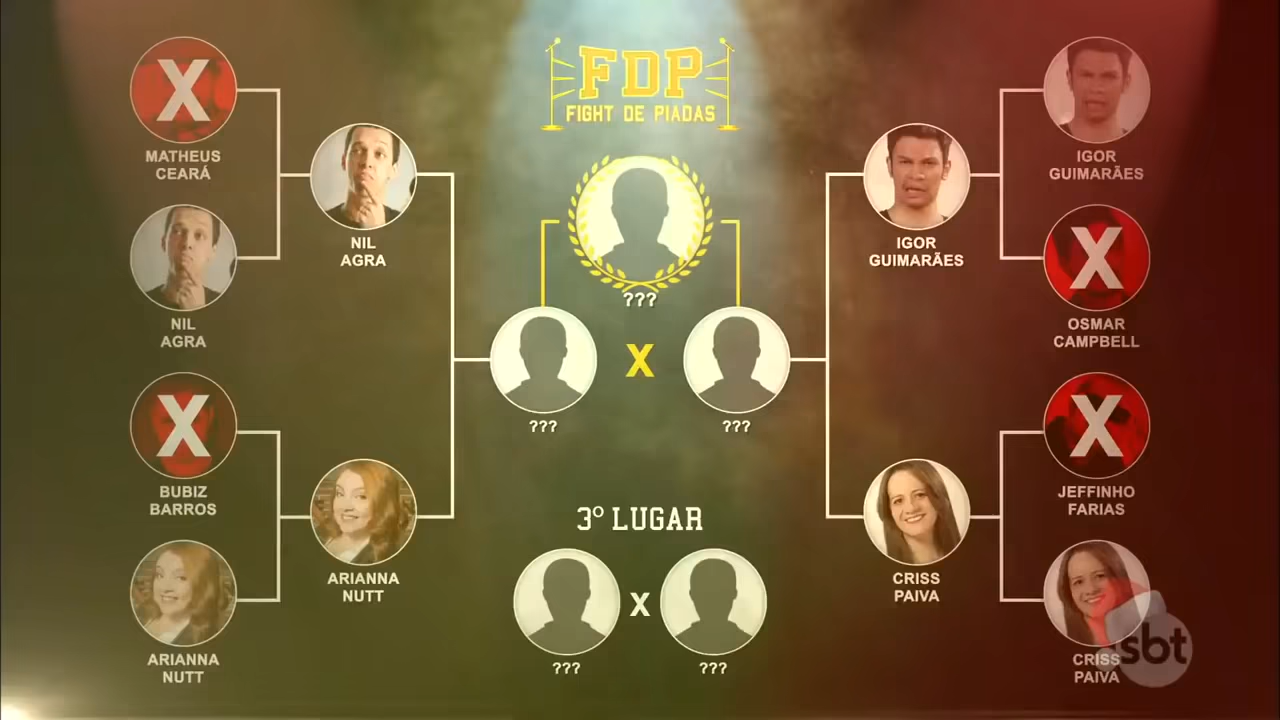 FDP
FIGHT DE PIADAS
X
MATHEUS
CEARÁ
NIL
AGRA
X
BUBIZ
BARROS
ARIANNA
NUTT
NIL
AGRA
ARIANNA
NUTT
???
???
X
???
3º LUGAR
X
???
???
IGOR
GUIMARÃES
CRISS
PAIVA
IGOR
GUIMARÃES
X
OSMAR
CAMPBELL
X
JEFFINHO
FARIAS
CRISS
PAIVA
sbt